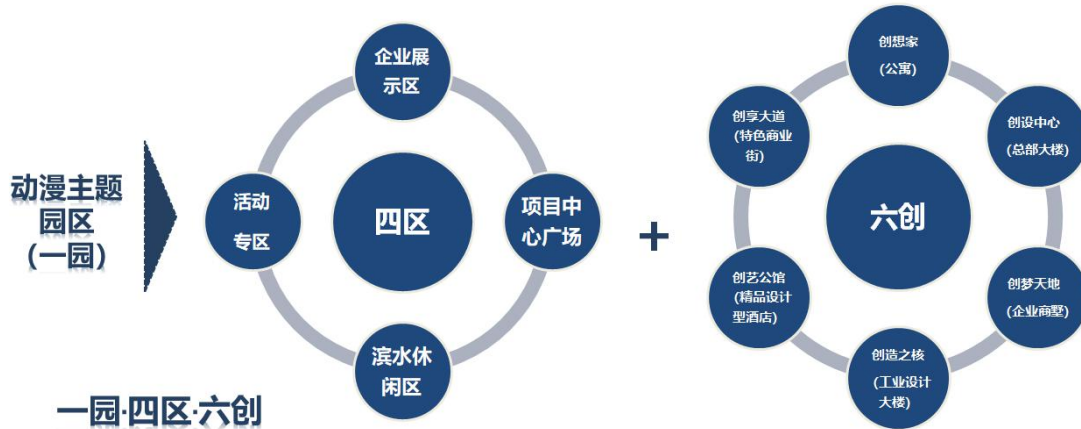 动漫主题
园区
（一园）
企业展
示区
活动
专区
四区
项目中
心广场
滨水休
闲区
+
创想家
(公寓)
创享大道
(特色商业
街)
创设中心
(总部大楼)
六创
创艺公馆
(精品设计
型酒店)
创梦天地
(企业商墅)
创造之核
(工业设计
大楼)
一园·四区·六创